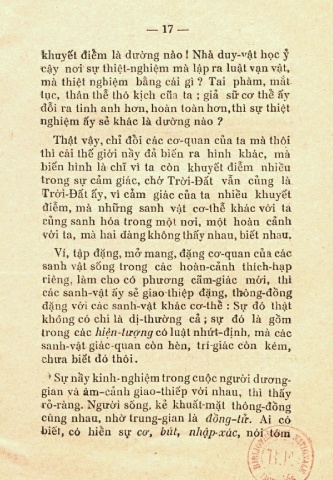 — 17 —
khuyết điểm là dường nào ! Nhà duy-vật học ỷ
cậy nơi sự thiệt-nghiệm mà lập ra luật vạn vật,
mà thiệt nghiệm bằng cái gì ? Tai phàm, mắt
tục, thân thể thô kịch của ta ; giả sử cơ thể ấy
đổi ra tinh anh hơn, hoàn toàn hơn, thì sự thiệt
nghiệm ấy sẻ khác là dường nào ?
Thật vậy, chỉ đổi các cơ-quan của ta mà thôi
thì cái thế giới nầy đả biến ra hình khác, mà
biến hình là chỉ vì ta còn khuyết điểm nhiều
trong sự cảm giác, chớ Trời-Đất vẫn cũng là
Trời-Đất ấy, vì cảm giác của ta nhiều khuyết
điểm, mà những sanh vật cơ-thể khác với ta
cũng sanh hóa trong một nơi, một hoàn cảnh
với ta, mà hai đàng không thấy nhau, biết nhau.
Ví, tập đặng, mở mang, đặng cơ-quan của các
sanh vật sống trong các hoàn-cảnh thích-hạp
riêng, làm cho có phương cãm-giác mới, thì
các sanh-vật ấy sẻ giao-thiệp đặng, thông-đồng
đặng với các sanh-vật khác cơ-thể : Sự đó thật
không có chi là dị-thường cả ; sự đó là gồm
trong các hiện-tượng có luật nhứt-định, mà các
sanh-vật giác-quan còn hèn, trí-giác còn kém,
chưa biết đó thôi.
Sự nầy kinh-nghiệm trong cuộc người dương-
gian và âm-cảnh giao-thiếp với nhau, thì thấy
rỏ-ràng. Người sống, kẻ khuất-mặt thông-đồng
cùng nhau, nhờ trung-gian là đồng-tử. Ai có
biết, có hiền sự cơ, bút, nhập-xác, nói tóm